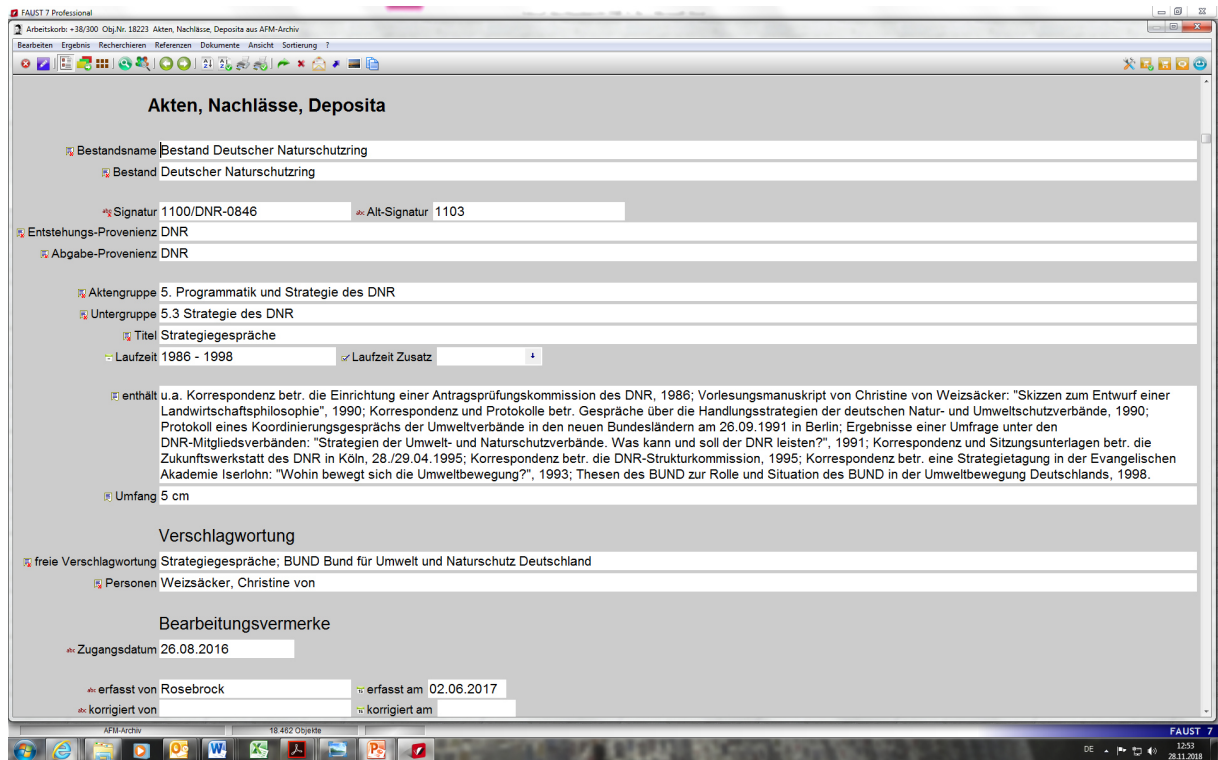 FAUST 7 Professional
Arbeitskorb: +38/300 Obj.Nr. 18223 Akten, Nachlässe, Deposita aus AFM-Archiv
Bearbeiten Ergebnis Recherchieren Referenzen Dokumente Ansicht Sortierung ?
Akten, Nachlässe, Deposita
Bestandsname Bestand Deutscher Naturschutzring
Bestand Deutscher Naturschutzring
Signatur 1100/DNR-0846 Alt-Signatur 1103
Entstehungs-Provenienz DNR
Abgabe-Provenienz DNR
Aktengruppe 5. Programmatik und Strategie des DNR
Untergruppe 5.3 Strategie des DNR
Titel Strategiegespräche
Laufzeit 1986 - 1998 Laufzeit Zusatz
enthält u.a. Korrespondenz betr. die Einrichtung einer Antragsprüfungskommission des DNR, 1986; Vorlesungsmanuskript von Christine von Weizsäcker: "Skizzen zum Entwurf einer
Landwirtschaftsphilosophie", 1990; Korrespondenz und Protokolle betr. Gespräche über die Handlungsstrategien der deutschen Natur- und Umweltschutzverbände, 1990;
Protokoll eines Koordinierungsgesprächs der Umweltverbände in den neuen Bundesländern am 26.09.1991 in Berlin; Ergebnisse einer Umfrage unter den
DNR-Mitgliedsverbänden: "Strategien der Umwelt- und Naturschutzverbände. Was kann und soll der DNR leisten?", 1991; Korrespondenz und Sitzungsunterlagen betr. die
Zukunftswerkstatt des DNR in Köln, 28./29.04.1995; Korrespondenz betr. die DNR-Strukturkommission, 1995; Korrespondenz betr. eine Strategietagung in der Evangelischen
Akademie Iserlohn: "Wohin bewegt sich die Umweltbewegung?", 1993; Thesen des BUND zur Rolle und Situation des BUND in der Umweltbewegung Deutschlands, 1998.
Umfang 5 cm
Verschlagwortung
freie Verschlagwortung Strategiegespräche; BUND Bund für Umwelt und Naturschutz Deutschland
Personen Weizsäcker, Christine von
Bearbeitungsvermerke
abc Zugangsdatum 26.08.2016
abc erfasst von Rosebrock erfasst am 02.06.2017
abc korrigiert von korrigiert am
AFM-Archiv 18.462 Objekte FAUST 7
DE 12:53
28.11.2018